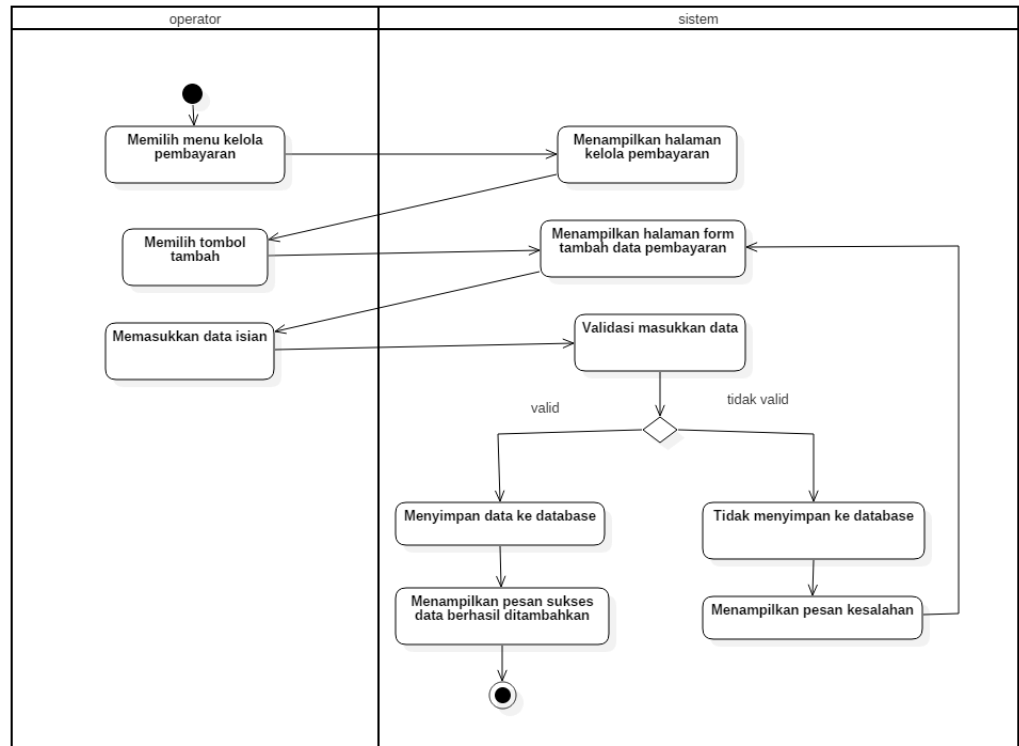 operator
sistem
Memilih menu kelola
pembayaran
Menampilkan halaman
kelola pembayaran
Memilih tombol
tambah
Menampilkan halaman form
tambah data pembayaran
Memasukkan data isian
Validasi masukkan data
valid
tidak valid
Menyimpan data ke database
Tidak menyimpan ke database
Menampilkan pesan sukses
data berhasil ditambahkan
Menampilkan pesan kesalahan